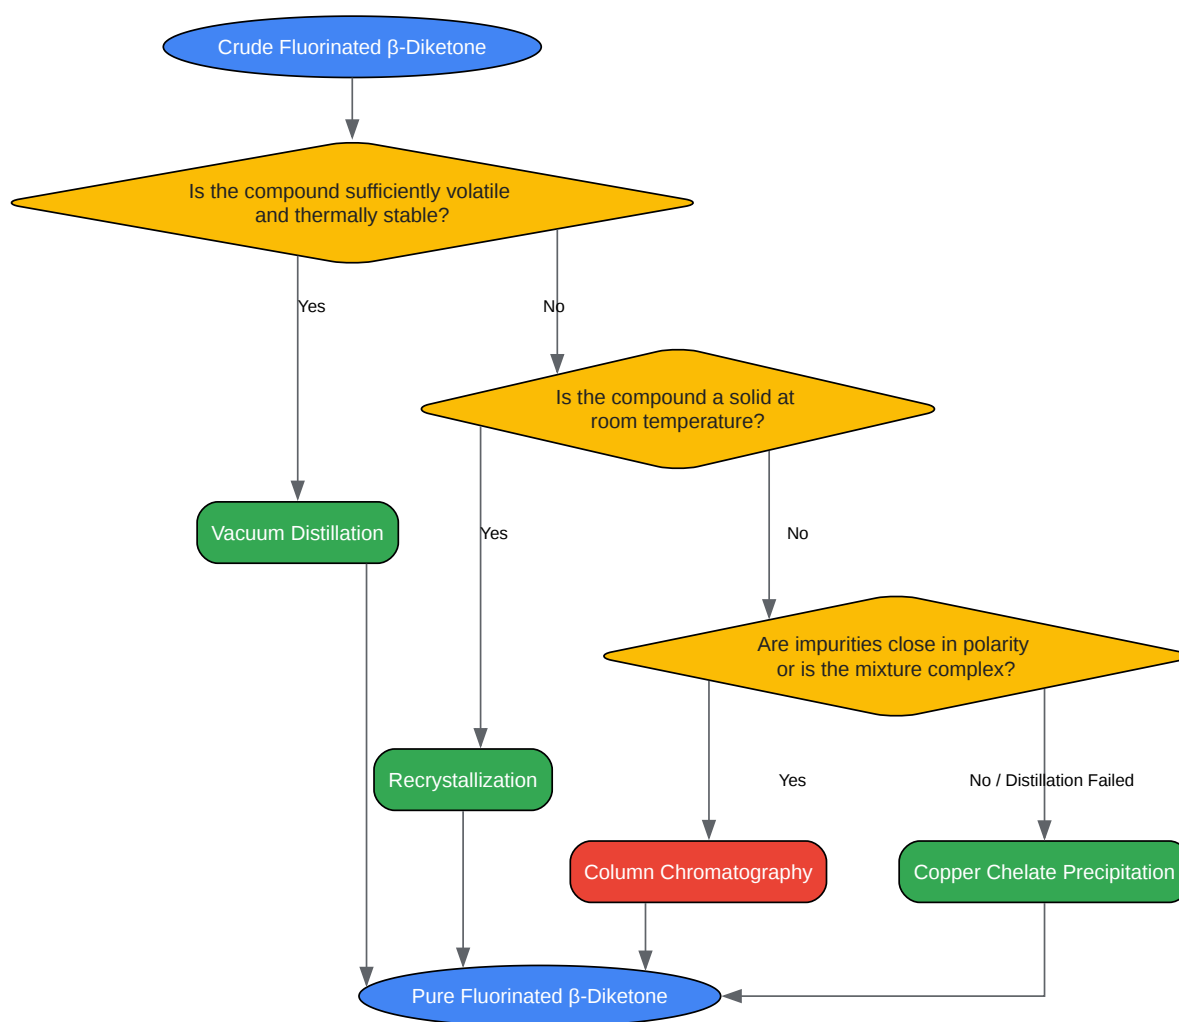 Crude Fluorinated β-Diketone
Is the compound sufficiently volatile
and thermally stable?
Yes
No
Is the compound a solid at
room temperature?
Vacuum Distillation
Yes
No
Are impurities close in polarity
or is the mixture complex?
Recrystallization
Yes
No / Distillation Failed
Column Chromatography
Copper Chelate Precipitation
Pure Fluorinated β-Diketone